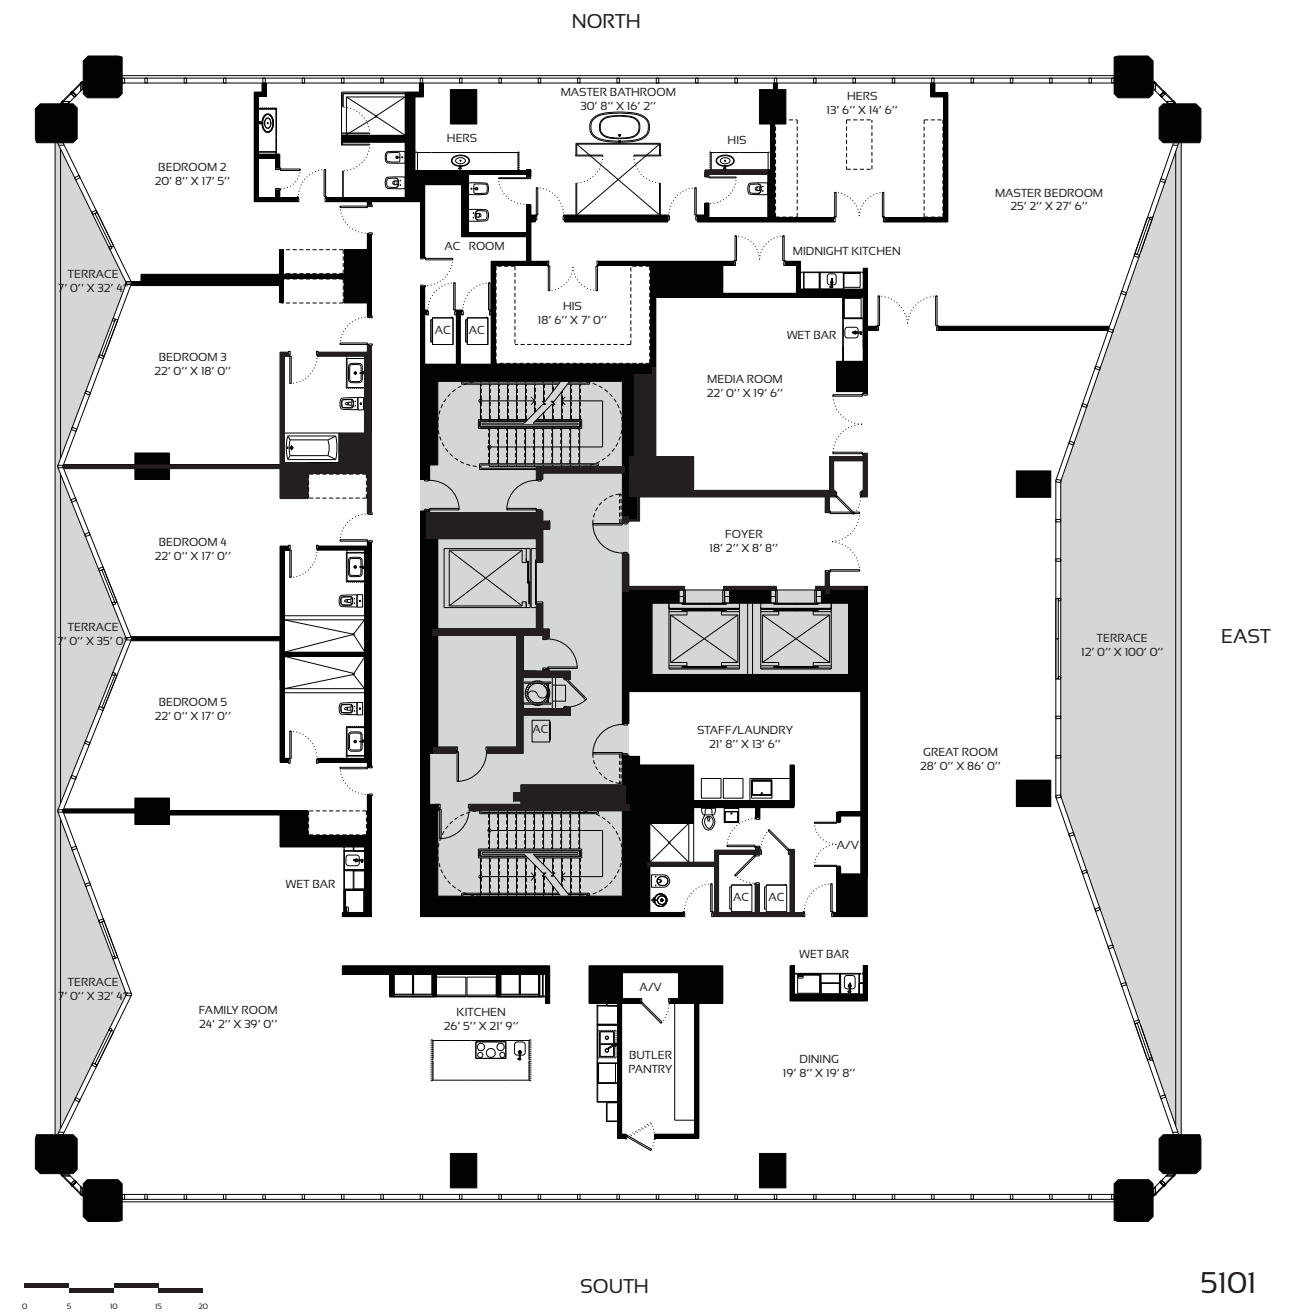 NORTH
MASTER BATHROOM
30' 8" X 16' 2"
HERS
13' 6" X 14' 6"
HERS
HIS
BEDROOM 2
20' 8" X 17' 5"
MASTER BEDROOM
25' 2" X 27' 6"
AC ROOM
MIDNIGHT KITCHEN
TERRACE
7' 0" X 32' 4"
HIS
18' 6" X 7' 0"
AC
AC
WET BAR
BEDROOM 3
22' 0" X 18' 0"
MEDIA ROOM
22' 0" X 19' 6"
BEDROOM 4
22' 0" X 17' 0"
FOYER
18' 2" X 8' 8"
TERRACE
7' 0" X 35' 0"
TERRACE
12' 0" X 100' 0"
EAST
BEDROOM 5
22' 0" X 17' 0"
AC
STAFF/LAUNDRY
21' 8" X 13' 6"
GREAT ROOM
28' 0" X 86' 0"
A/V
WET BAR
AC
AC
WET BAR
TERRACE
7' 0" X 32' 4"
A/V
FAMILY ROOM
24' 2" X 39' 0"
KITCHEN
26' 5" X 21' 9"
BUTLER
PANTRY
DINING
19' 8" X 19' 8"
SOUTH
5101
0 5 10 15 20